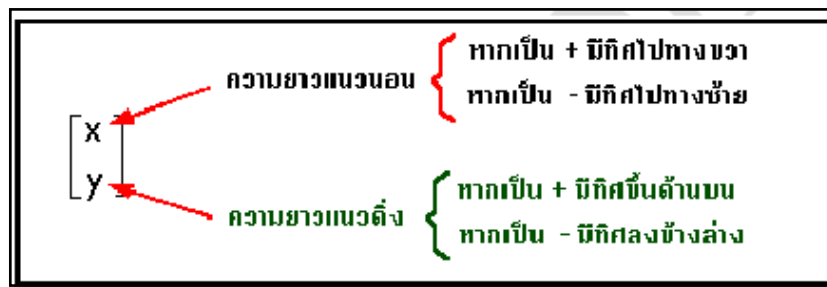 ความยาวแนวนอน
หากเป็น + มีทิศไปทางขวา
หากเป็น - มีทิศไปทางซ้าย
x
y
ความยาวแนวดิ่ง
หากเป็น + มีทิศขึ้นด้านบน
หากเป็น - มีทิศลงข้างล่าง